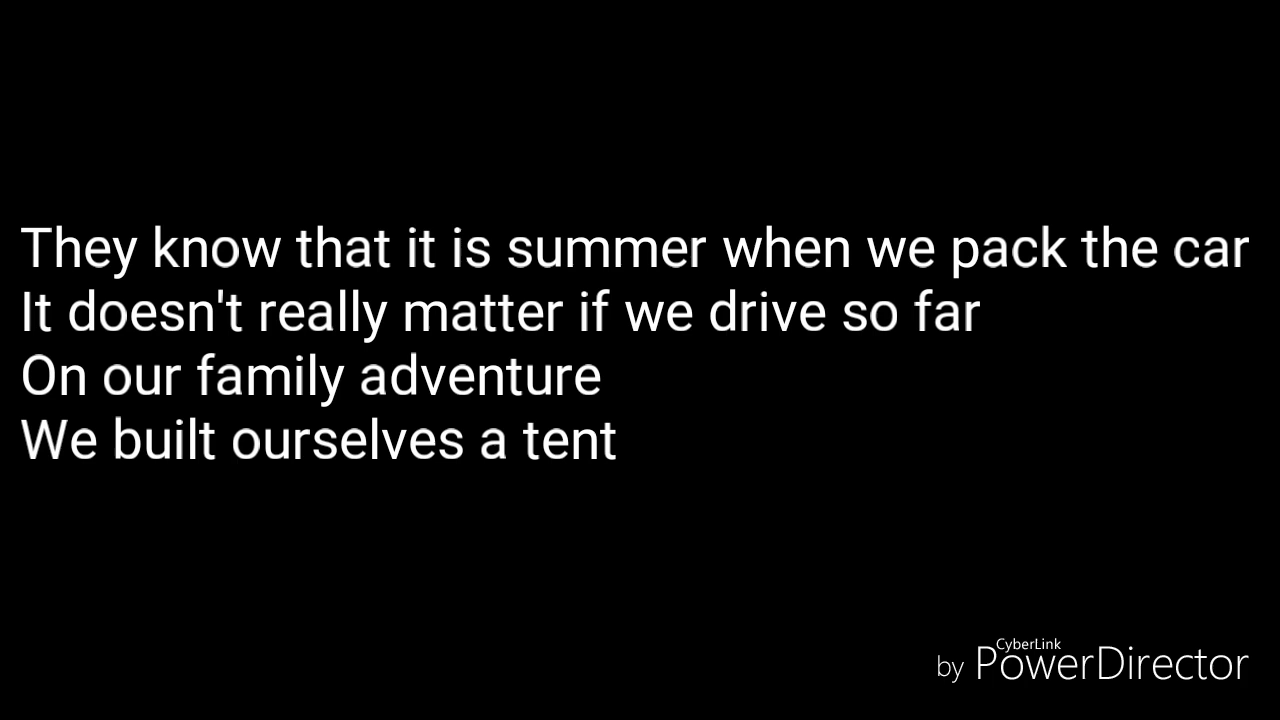 They know that it is summer when we pack the car
It doesn't really matter if we drive so far
On our family adventure
We built ourselves a tent
CyberLink
by PowerDirector